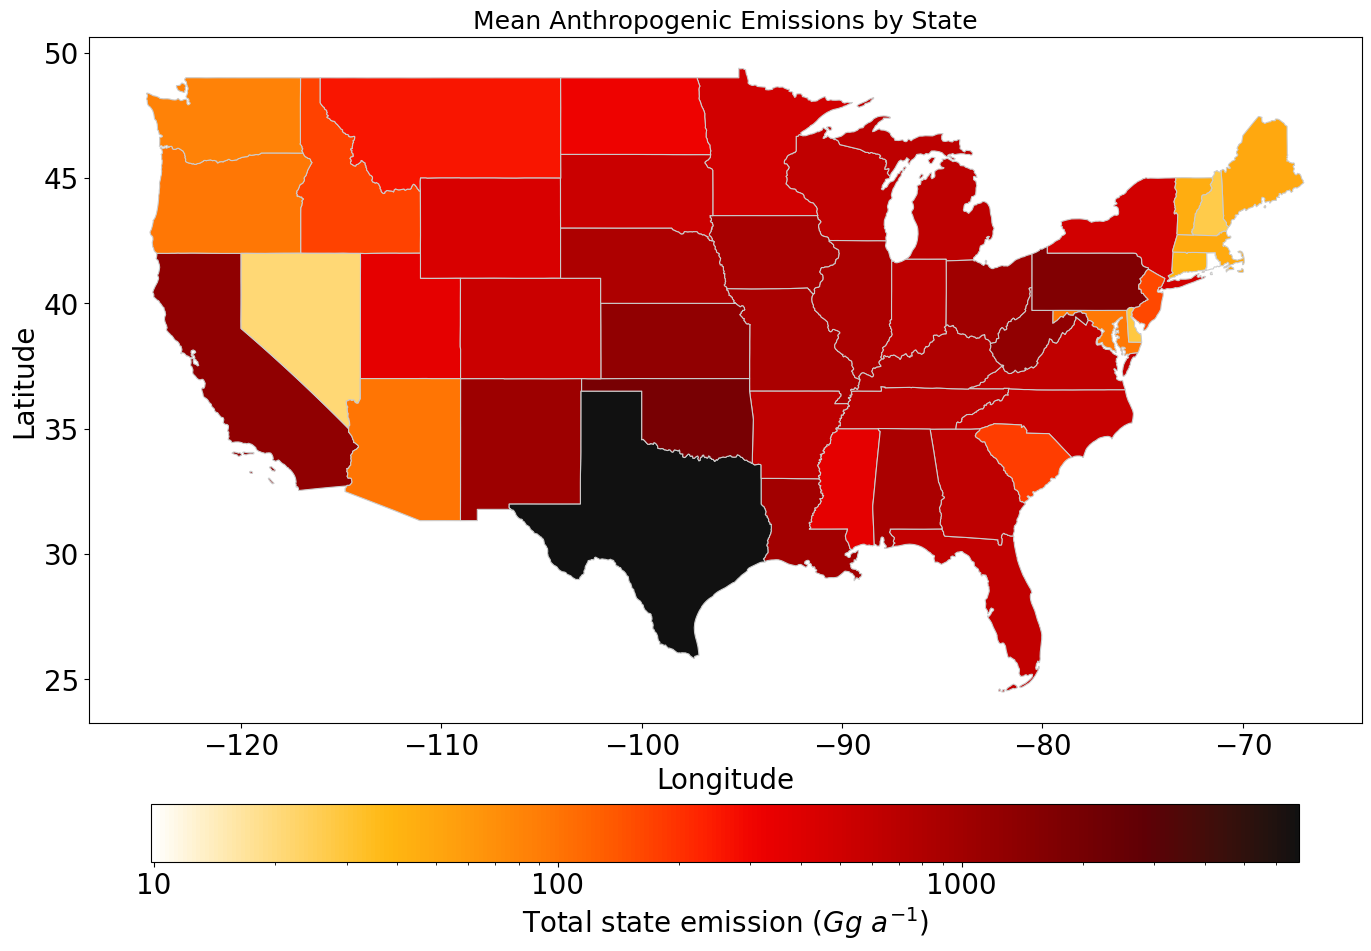 Mean Anthropogenic Emissions by State
50
45
40
35
30
25
Latitude
−120 −110 −100 −90 −80 −70
Longitude
10 100 1000
Total state emission (Gg a⁻¹)